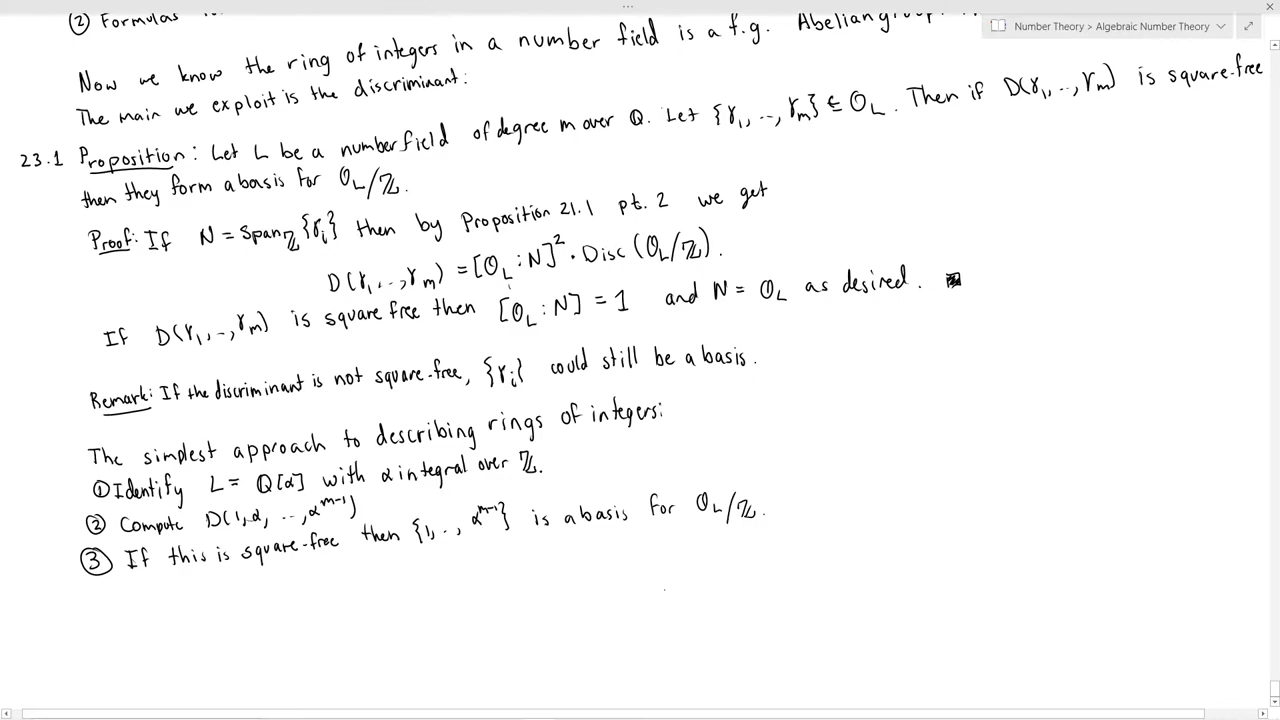 ② Formulas
Number Theory > Algebraic Number Theory
Now we know the ring of integers in a number field is a f.g. Abelian group.
The main we exploit is the discriminant:
23.1 Proposition: Let L be a number field of degree m over ℚ. Let {γ₁, .., γₘ} ⊆ 𝒪_L. Then if D(γ₁, .., γₘ) is square-free
then they form a basis for 𝒪_L/ℤ.
Proof: If N = Span_ℤ{γᵢ} then by Proposition 21.1 pt. 2 we get
D(γ₁, .., γₘ) = [𝒪_L : N]² · Disc(𝒪_L/ℤ).
If D(γ₁, .., γₘ) is square free then [𝒪_L : N] = 1 and N = 𝒪_L as desired.
Remark: If the discriminant is not square-free, {γᵢ} could still be a basis.
The simplest approach to describing rings of integers:
① Identify L = ℚ[α] with α integral over ℤ.
② Compute D(1, α, .., α^{m-1})
③ If this is square-free then {1, .., α^{m-1}} is a basis for 𝒪_L/ℤ.